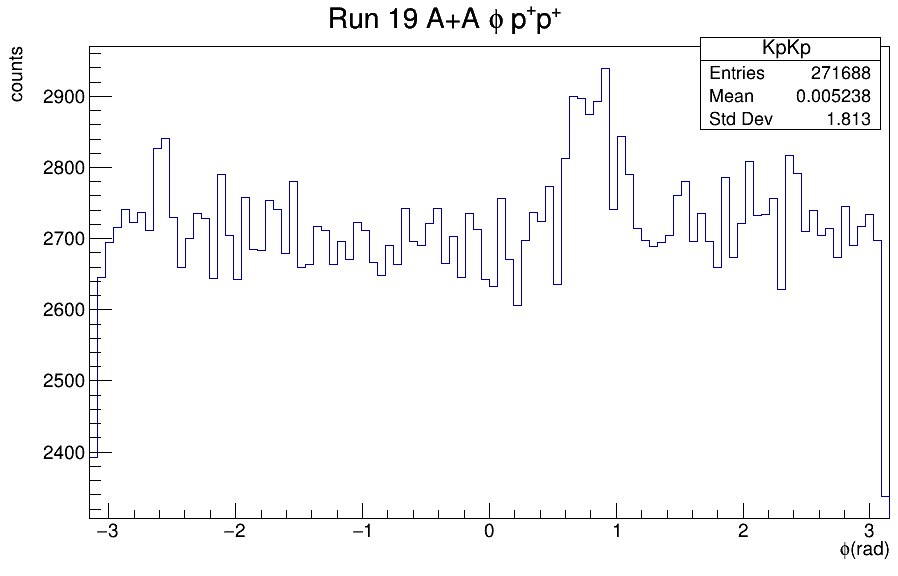 Run 19 A+A ϕ p⁺p⁺
counts
KpKp
Entries 271688
Mean 0.005238
Std Dev 1.813
2900
2800
2700
2600
2500
2400
−3 −2 −1 0 1 2 3
ϕ(rad)